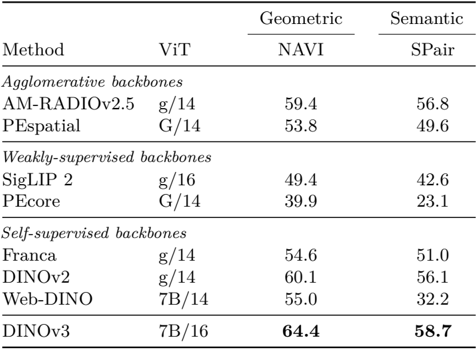 Geometric Semantic
Method ViT NAVI SPair
Agglomerative backbones
AM-RADIOv2.5 g/14 59.4 56.8
PEspatial G/14 53.8 49.6
Weakly-supervised backbones
SigLIP 2 g/16 49.4 42.6
PEcore G/14 39.9 23.1
Self-supervised backbones
Franca g/14 54.6 51.0
DINOv2 g/14 60.1 56.1
Web-DINO 7B/14 55.0 32.2
DINOv3 7B/16 64.4 58.7